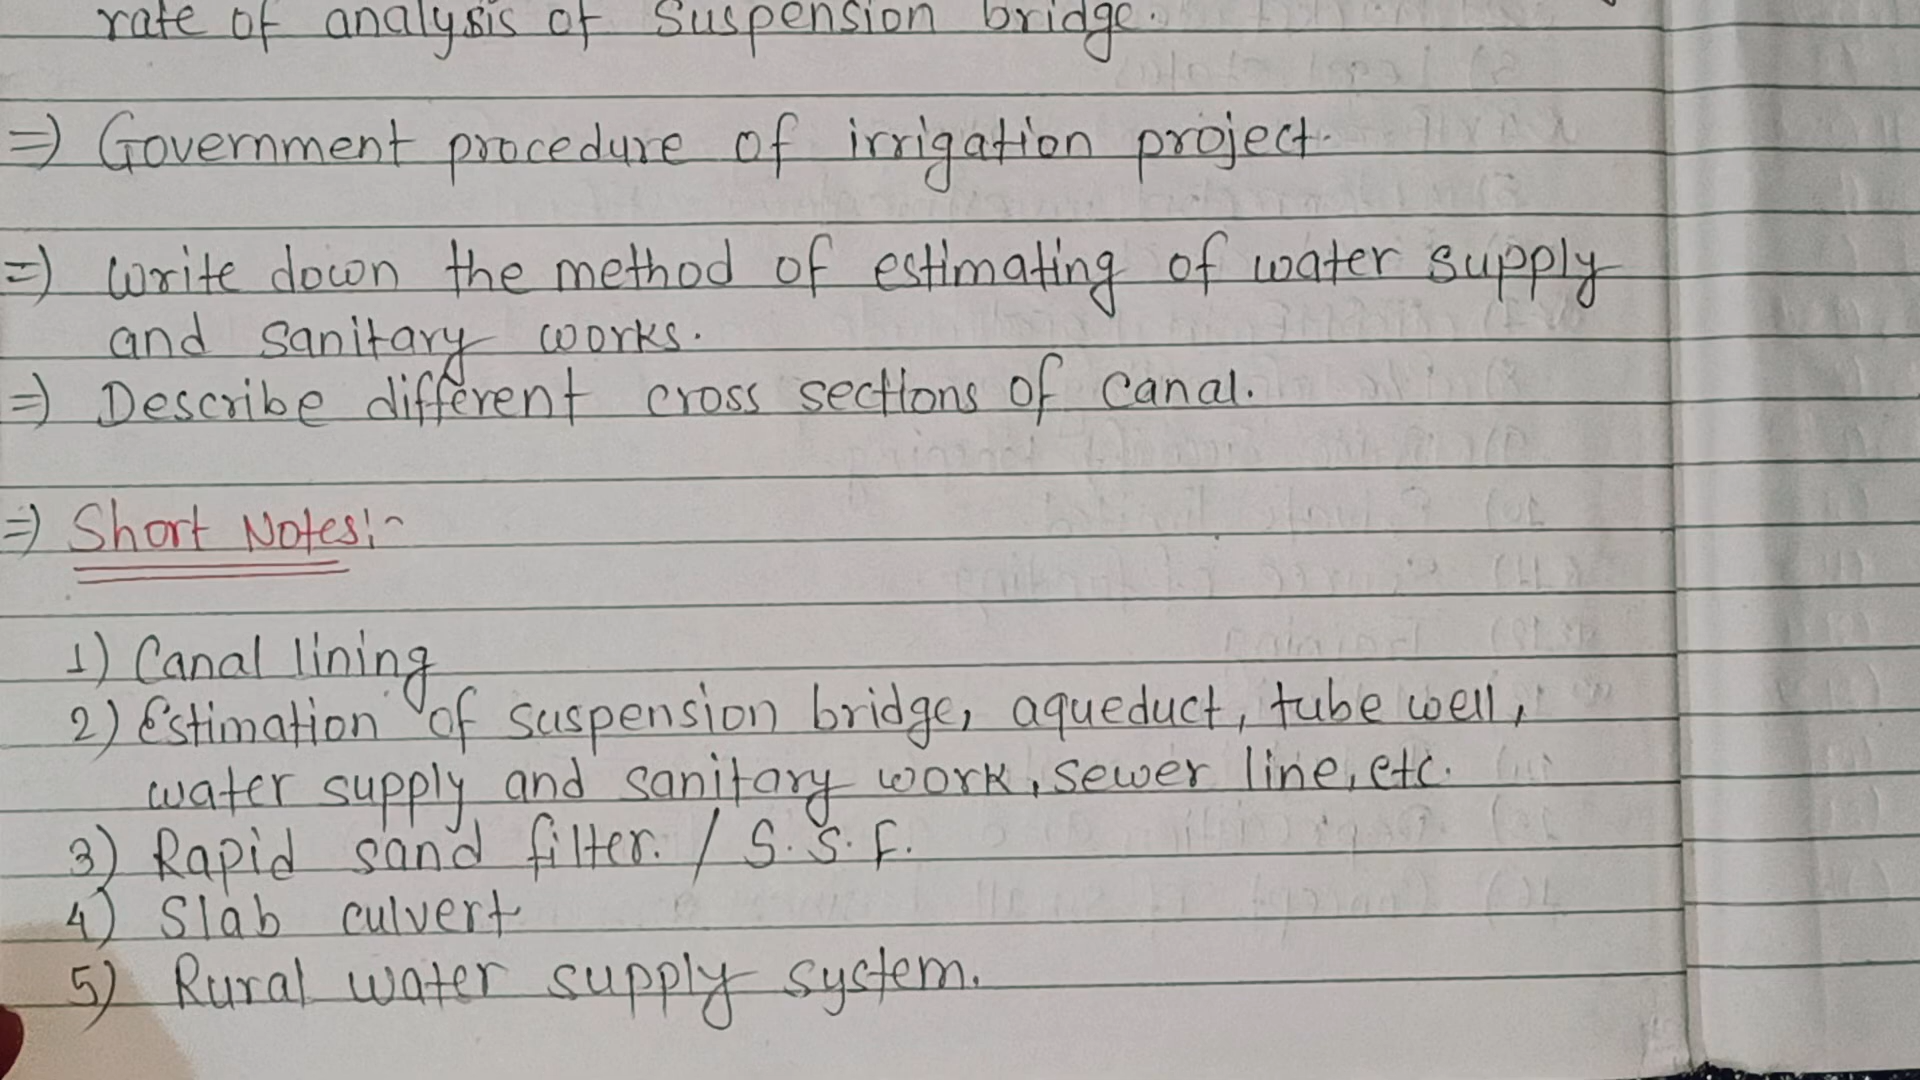 rate of analysis of Suspension bridge.
=) Government procedure of irrigation project.
=) Write down the method of estimating of water supply
and sanitary works.
=) Describe different cross sections of canal.
=) Short Notes:-
1) Canal lining
2) Estimation of suspension bridge, aqueduct, tube well,
water supply and sanitary work, sewer line, etc.
3) Rapid sand filter. / S.S.F.
4) Slab culvert
5) Rural water supply system.